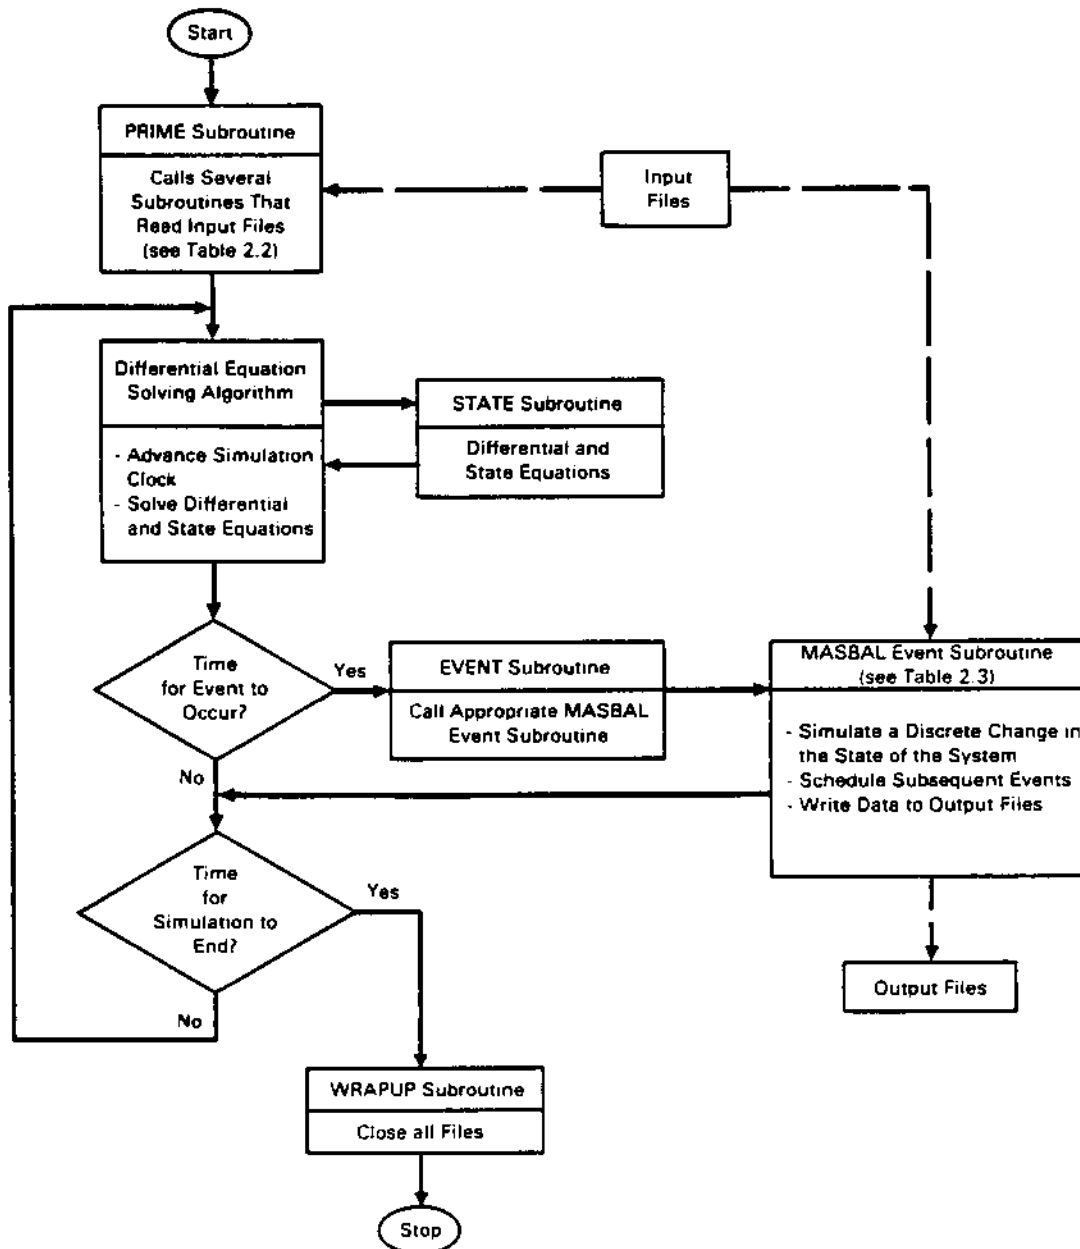 Start
PRIME Subroutine
Calls Several
Subroutines That
Reed Input Files
(see Table 2.2)
Input
Files
Differential Equation
Solving Algorithm
- Advance Simulation
Clock
- Solve Differential
and State Equations
STATE Subroutine
Differential and
State Equations
Time
for Event to
Occur?
Yes
No
EVENT Subroutine
Call Appropriate MASBAL
Event Subroutine
MASBAL Event Subroutine
(see Table 2.3)
- Simulate a Discrete Change in
the State of the System
- Schedule Subsequent Events
- Write Data to Output Files
Time
for
Simulation to
End?
Yes
No
Output Files
WRAPUP Subroutine
Close all Files
Stop